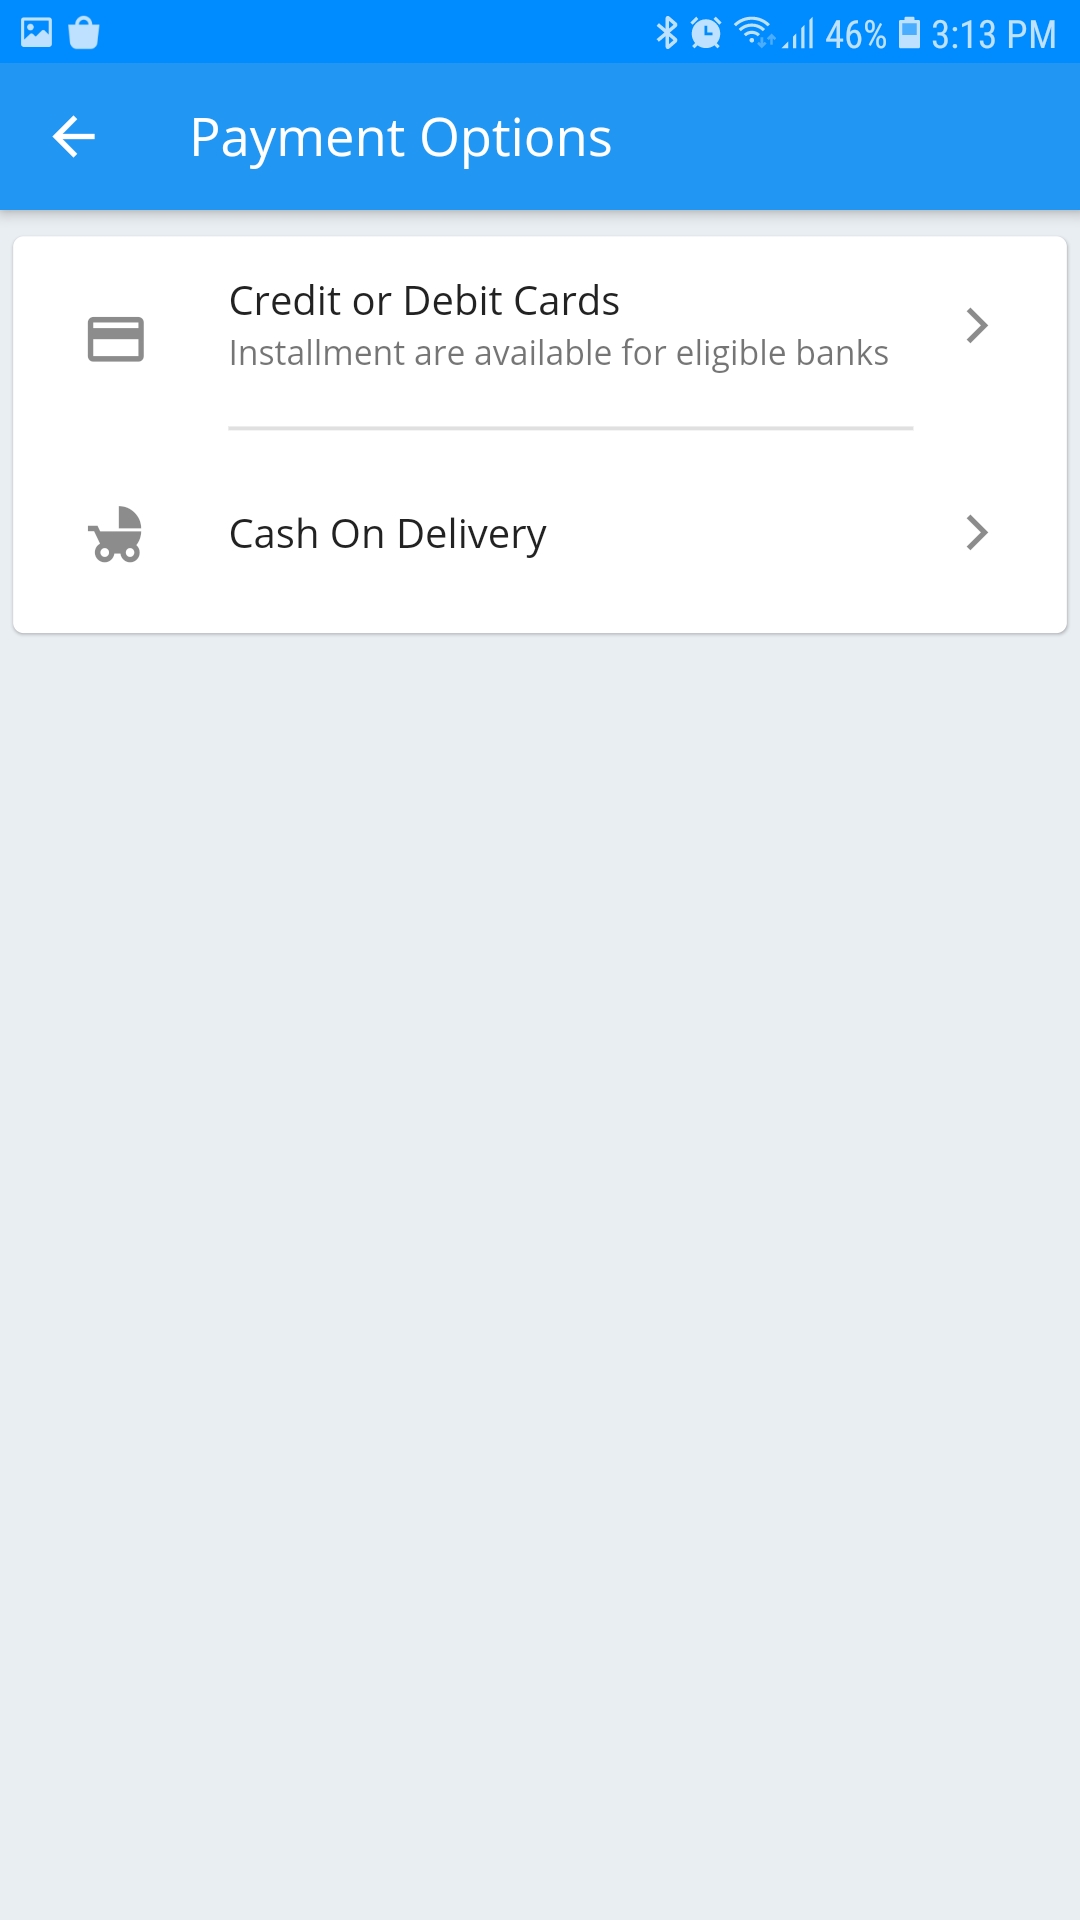 46% 3:13 PM
Payment Options
Credit or Debit Cards
Installment are available for eligible banks
Cash On Delivery